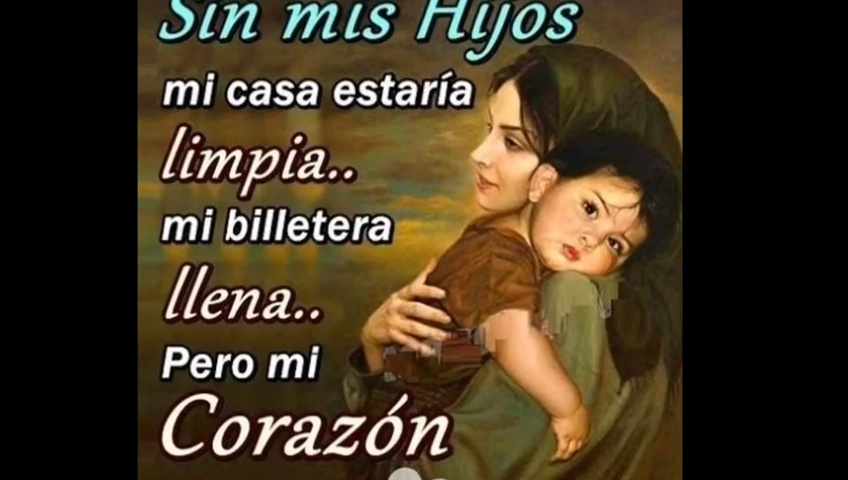 Sin mis Hijos
mi casa estaría
limpia..
mi billetera
llena..
Pero mi
Corazón